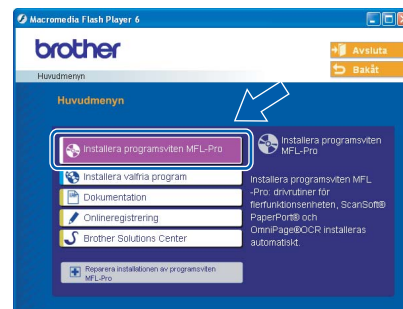 Macromedia Flash Player 6
brother
Avsluta
Huvudmenyn
Bakåt
Huvudmenyn
Installera programsviten MFL-Pro
Installera valfria program
Dokumentation
Onlineregistrering
Brother Solutions Center
Reparera installationen av programsviten
MFL-Pro
Installera programsviten
MFL-Pro
Installera programsviten MFL
-Pro: drivrutiner för
flerfunktionsenheten, ScanSoft®
PaperPort® och
OmniPage®OCR installeras
automatiskt.